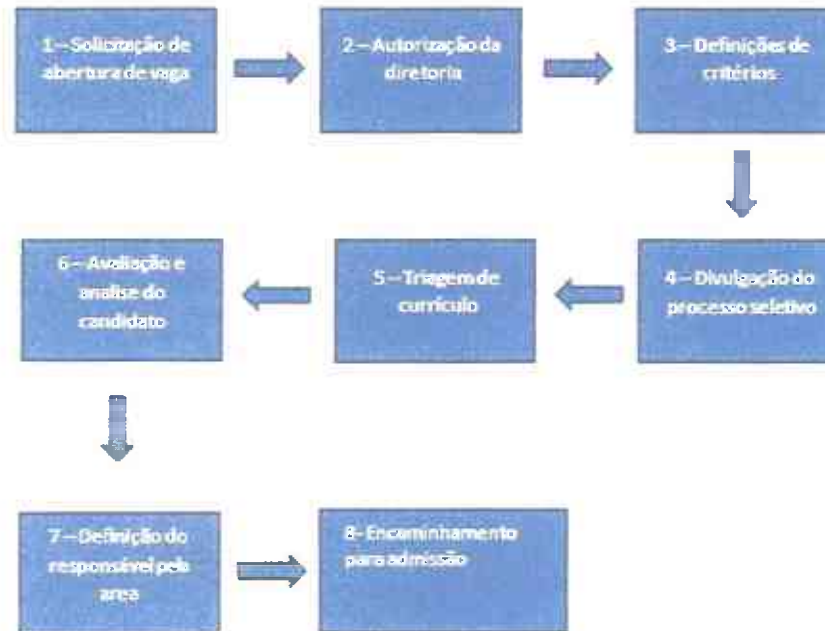 1 – Solicitação de
abertura de vaga
2 – Autorização da
diretoria
3 – Definições de
critérios
4 – Divulgação do
processo seletivo
5 – Triagem de
currículo
6 – Avaliação e
analise do
candidato
7 – Definição do
responsável pela
area
8- Encaminhamento
para admissão